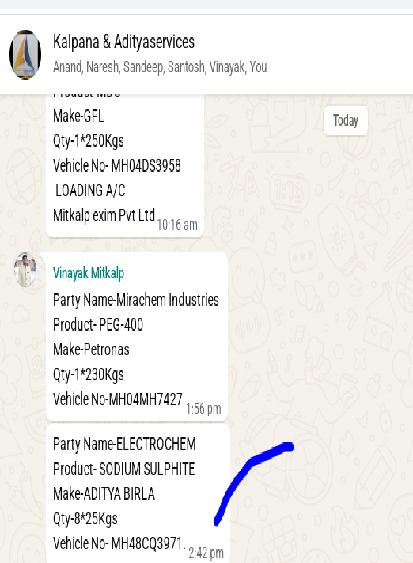 Kalpana & Adityaservices
Anand, Naresh, Sandeep, Santosh, Vinayak, You
Today
Make-GFL
Qty-1*250Kgs
Vehicle No- MH04DS3958
LOADING A/C
Mitkalp exim Pvt Ltd
10:16 am
Vinayak Mitkalp
Party Name-Mirachem Industries
Product- PEG-400
Make-Petronas
Qty-1*230Kgs
Vehicle No-MH04MH7427
1:56 pm
Party Name-ELECTROCHEM
Product- SODIUM SULPHITE
Make-ADITYA BIRLA
Qty-8*25Kgs
Vehicle No- MH48CQ3971.
2:42 pm